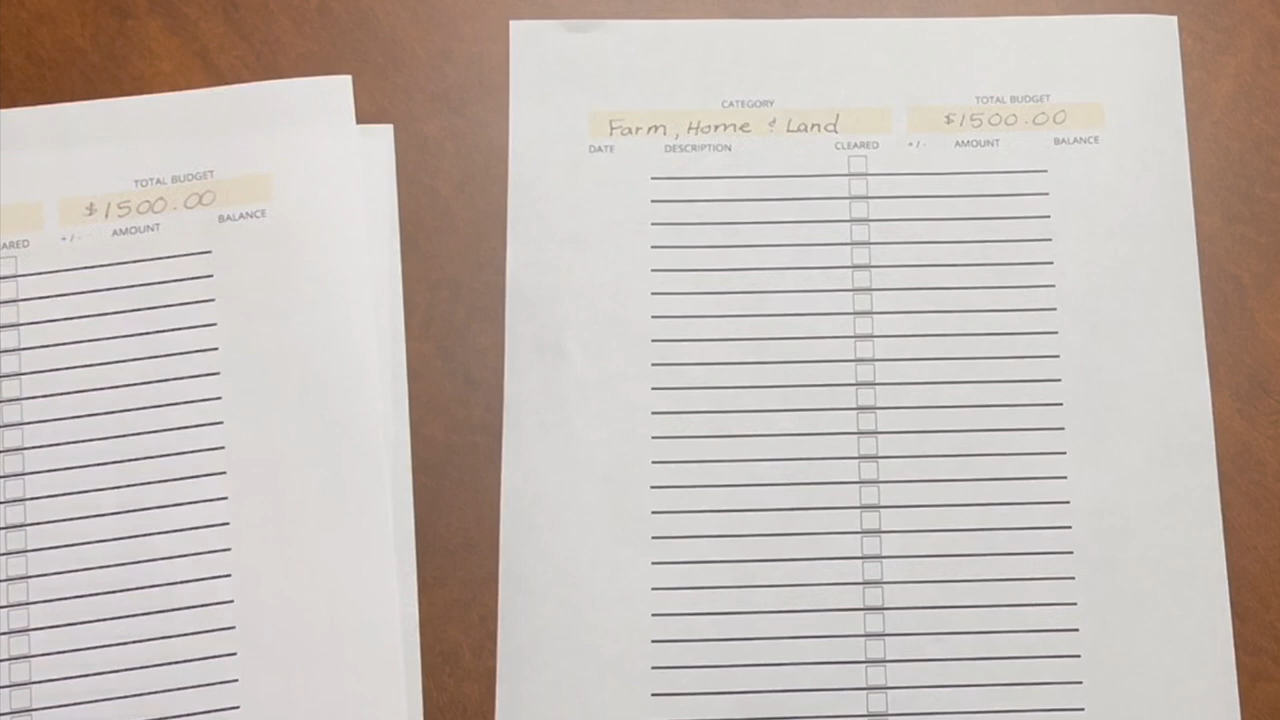 TOTAL BUDGET
$1500.00
ARED +/- AMOUNT BALANCE
CATEGORY TOTAL BUDGET
Farm, Home & Land $1500.00
DATE DESCRIPTION CLEARED +/- AMOUNT BALANCE